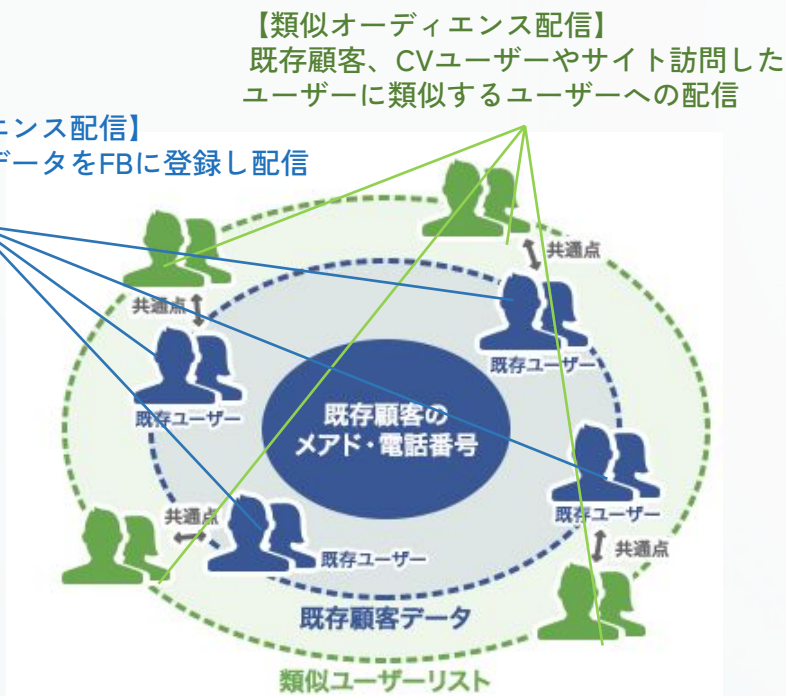 【類似オーディエンス配信】
既存顧客、CVユーザーやサイト訪問した
ユーザーに類似するユーザーへの配信
エンス配信】
データをFBに登録し配信
共通点
共通点
既存ユーザー
既存ユーザー
既存顧客の
メアド・電話番号
共通点
既存ユーザー
既存ユーザー
共通点
既存顧客データ
類似ユーザーリスト